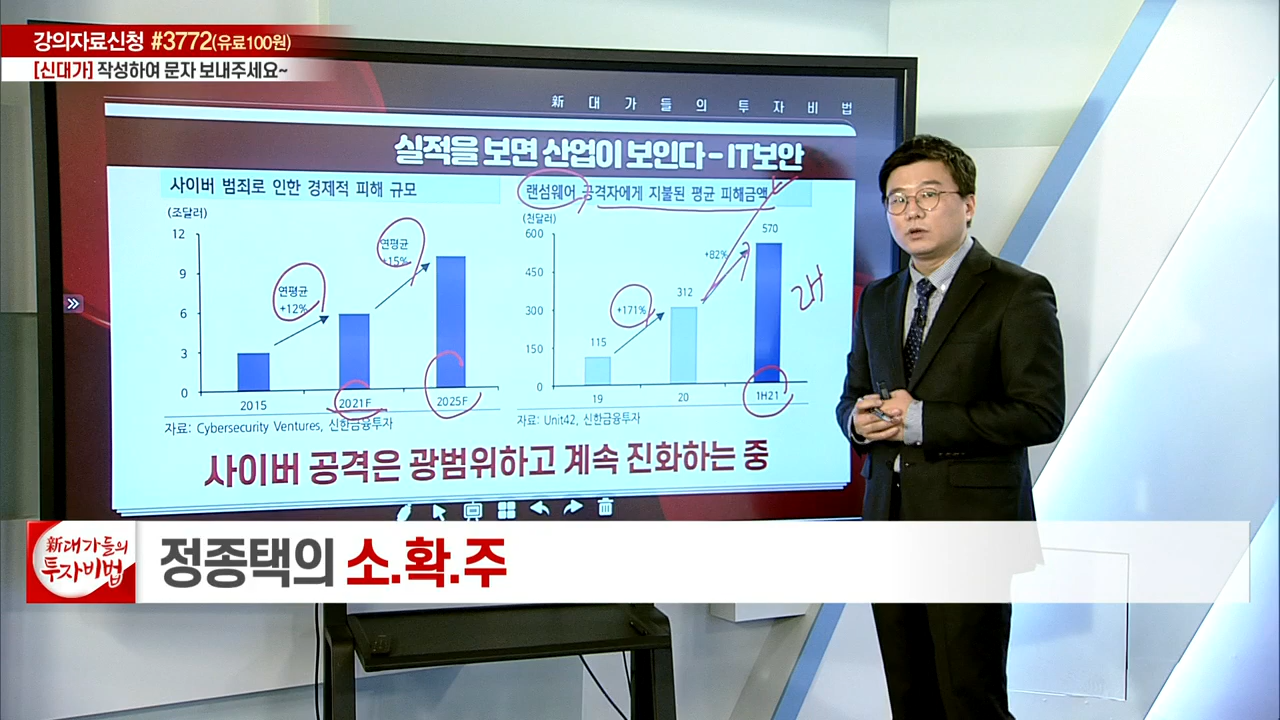 강의자료신청 #3772(유료100원)
[신대가] 작성하여 문자 보내주세요~
新 대 가 들 의 투 자 비 법
실적을 보면 산업이 보인다 - IT보안
사이버 범죄로 인한 경제적 피해 규모
(조달러)
12
9
6
3
0
연평균
+12%
연평균
+15%
2015
2021F
2025F
자료: Cybersecurity Ventures, 신한금융투자
랜섬웨어 공격자에게 지불된 평균 피해금액
(천달러)
600
450
300
150
0
115
+171%
312
+82%
570
19
20
1H21
자료: Unit42, 신한금융투자
사이버 공격은 광범위하고 계속 진화하는 중
新대가들의
투자비법
정종택의 소.확.주